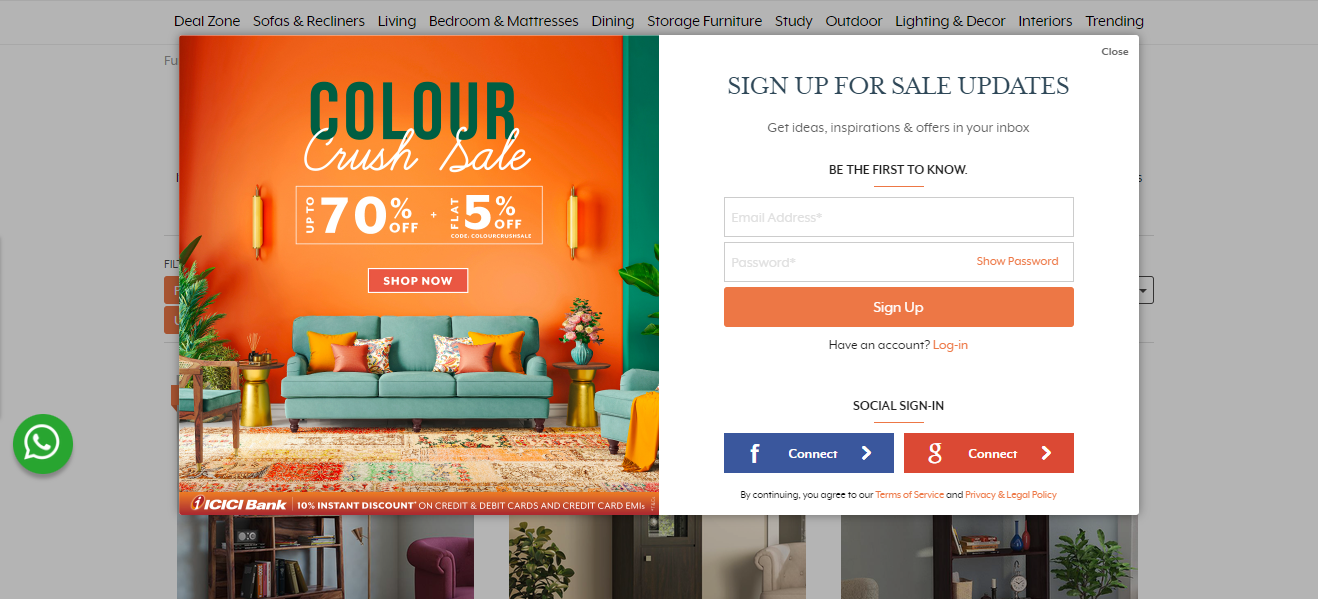 Deal Zone Sofas & Recliners Living Bedroom & Mattresses Dining Storage Furniture Study Outdoor Lighting & Decor Interiors Trending
Fu
Close
COLOUR
Crush Sale
UP TO 70% OFF + FLAT 5% OFF
CODE: COLOURCRUSHSALE
SHOP NOW
ICICI Bank 10% INSTANT DISCOUNT* ON CREDIT & DEBIT CARDS AND CREDIT CARD EMIs
SIGN UP FOR SALE UPDATES
Get ideas, inspirations & offers in your inbox
BE THE FIRST TO KNOW.
Email Address*
Password* Show Password
Sign Up
Have an account? Log-in
SOCIAL SIGN-IN
f Connect
g Connect
By continuing, you agree to our Terms of Service and Privacy & Legal Policy